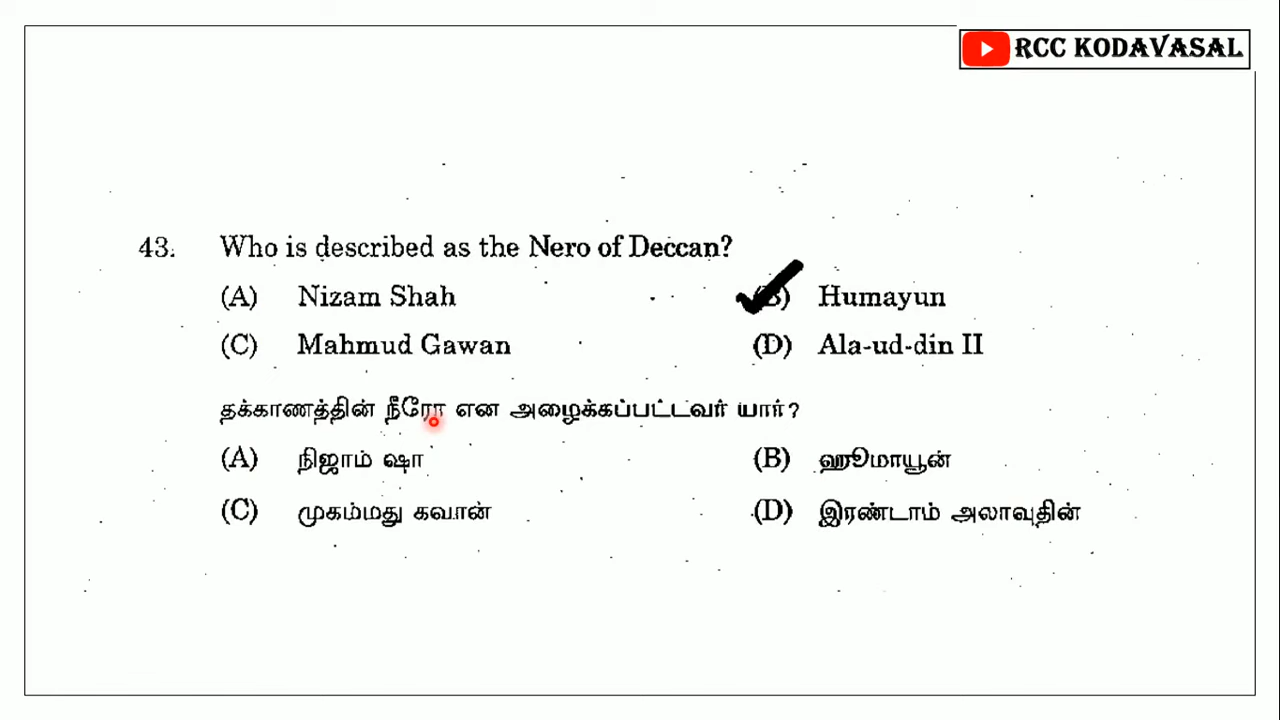 RCC KODAVASAL
43. Who is described as the Nero of Deccan?
(A) Nizam Shah (B) Humayun
(C) Mahmud Gawan (D) Ala-ud-din II
தக்காணத்தின் நீரோ என அழைக்கப்பட்டவர் யார்?
(A) நிஜாம் ஷா (B) ஹூமாயூன்
(C) முகம்மது கவான் (D) இரண்டாம் அலாவுதின்